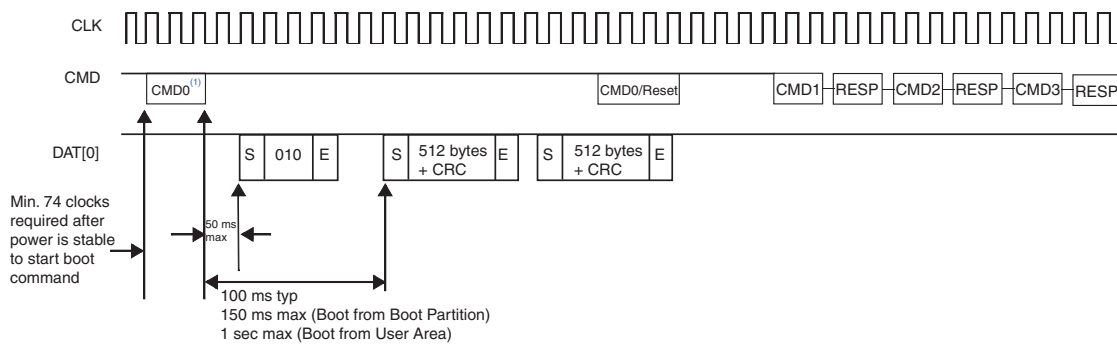 CLK
CMD
CMD0(1)
CMD0/Reset
CMD1
RESP
CMD2
RESP
CMD3
RESP
DAT[0]
S
010
E
S
512 bytes
+ CRC
E
S
512 bytes
+ CRC
E
Min. 74 clocks
required after
power is stable
to start boot
command
50 ms
max
100 ms typ
150 ms max (Boot from Boot Partition)
1 sec max (Boot from User Area)